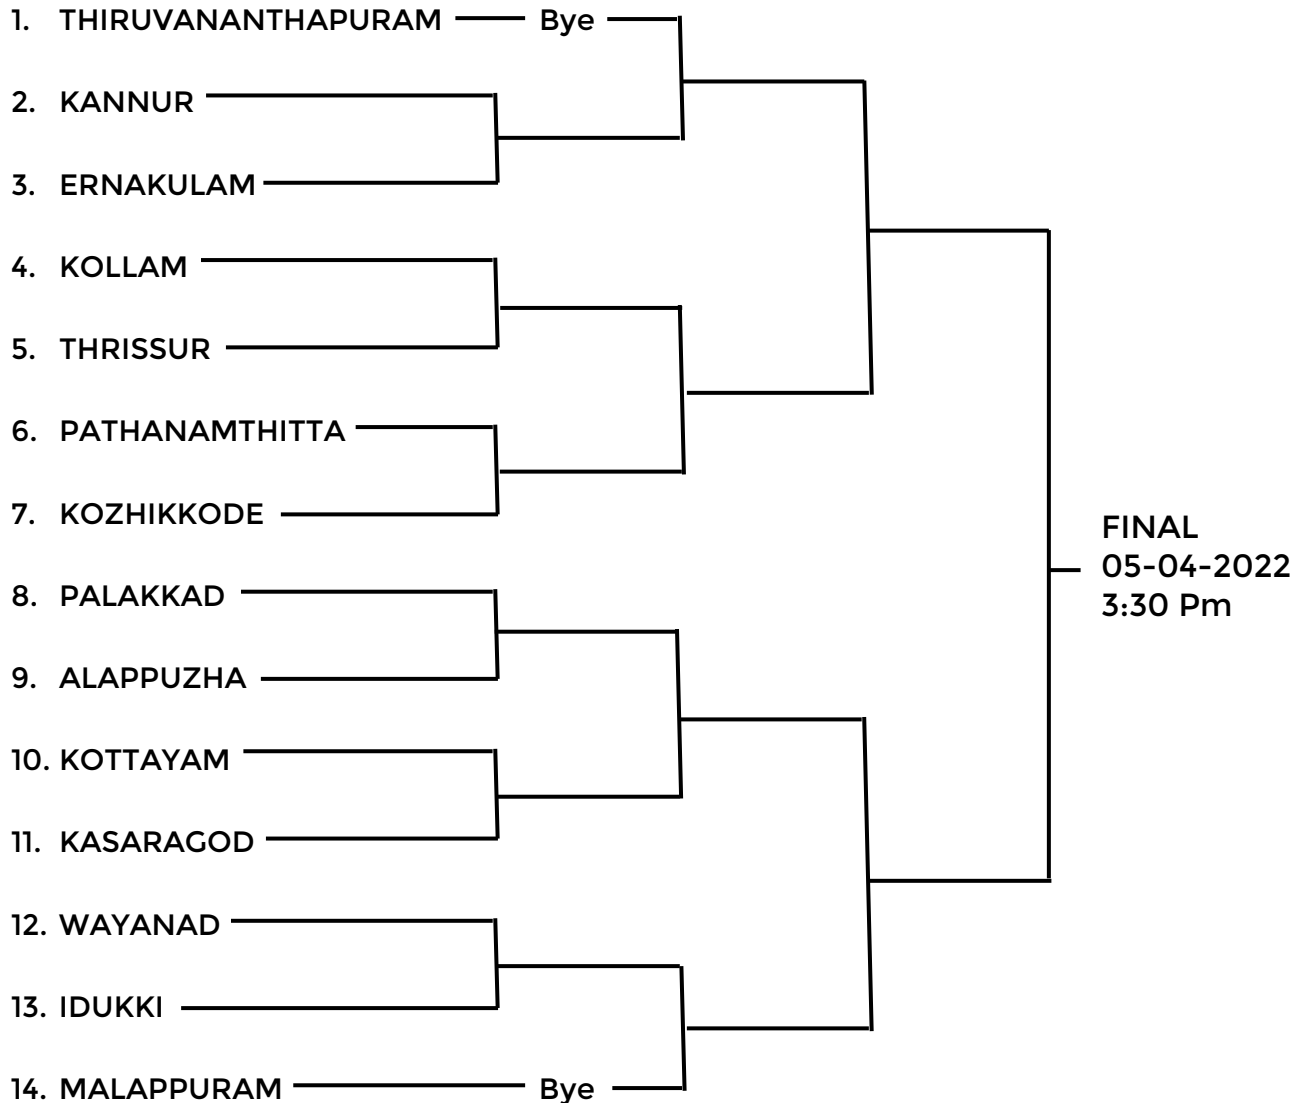 1. THIRUVANANTHAPURAM Bye
2. KANNUR
3. ERNAKULAM
4. KOLLAM
5. THRISSUR
6. PATHANAMTHITTA
7. KOZHIKKODE
FINAL
05-04-2022
3:30 Pm
8. PALAKKAD
9. ALAPPUZHA
10. KOTTAYAM
11. KASARAGOD
12. WAYANAD
13. IDUKKI
14. MALAPPURAM Bye